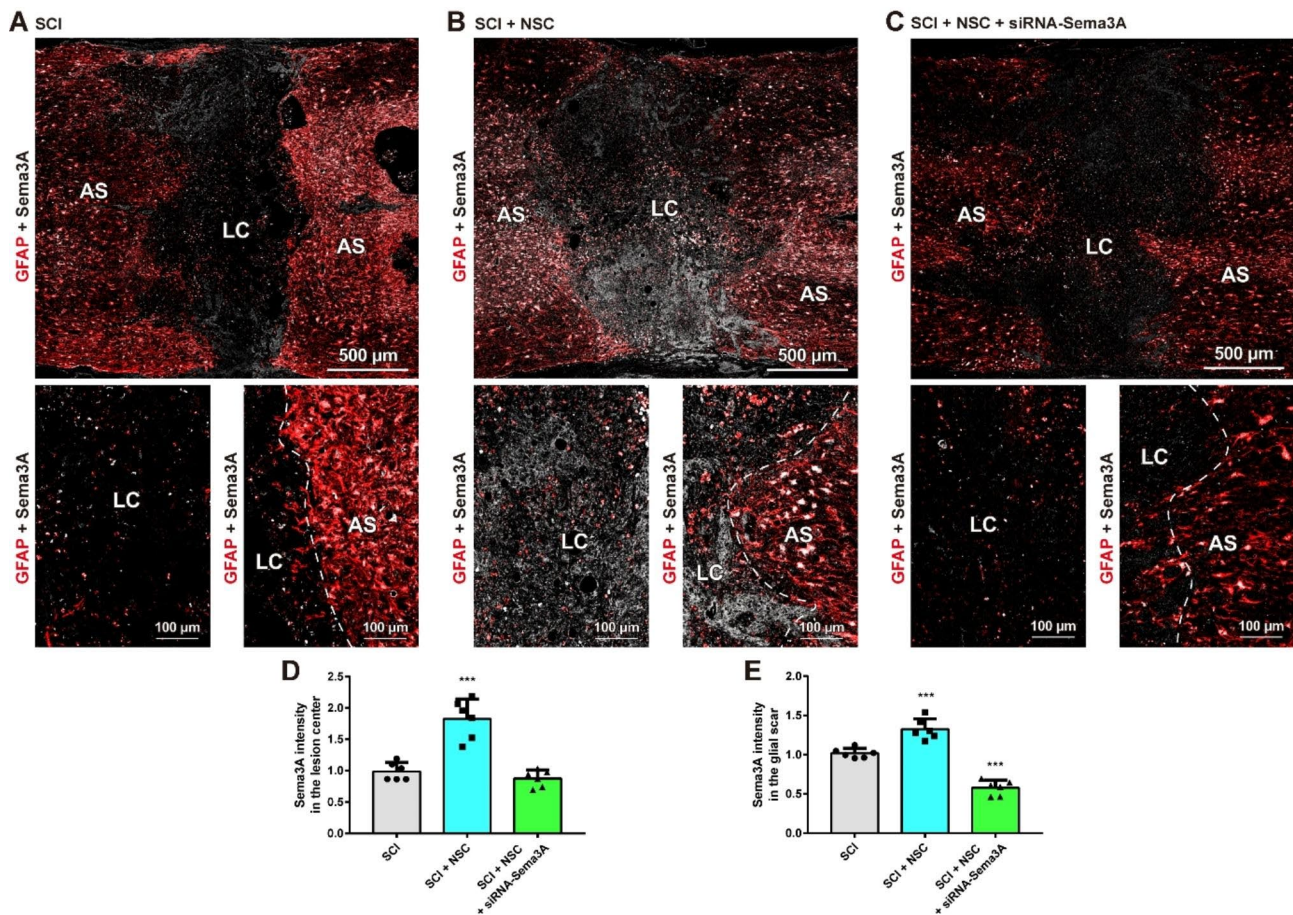 A SCI
B SCI + NSC
C SCI + NSC + siRNA-Sema3A
GFAP + Sema3A
AS
LC
AS
500 µm
GFAP + Sema3A
AS
LC
AS
500 µm
GFAP + Sema3A
AS
LC
AS
500 µm
GFAP + Sema3A
LC
100 µm
GFAP + Sema3A
LC
AS
100 µm
GFAP + Sema3A
LC
100 µm
GFAP + Sema3A
LC
AS
100 µm
GFAP + Sema3A
LC
100 µm
GFAP + Sema3A
LC
AS
100 µm
D
Sema3A intensity
in the lesion center
2.5
2.0
1.5
1.0
0.5
0.0
***
SCI
SCI + NSC
SCI + NSC
+ siRNA-Sema3A
E
Sema3A intensity
in the glial scar
2.0
1.5
1.0
0.5
0.0
***
***
SCI
SCI + NSC
SCI + NSC
+ siRNA-Sema3A